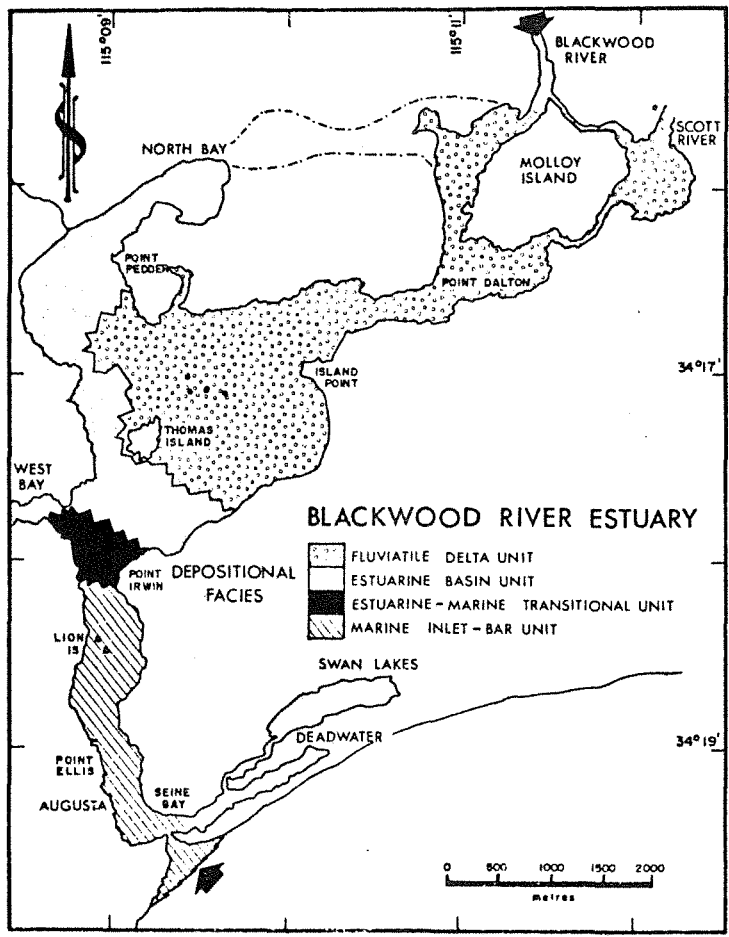 115°09'
115°11'
BLACKWOOD
RIVER
SCOTT
RIVER
NORTH BAY
MOLLOY
ISLAND
POINT
PEDDER
POINT DALTON
34°17'
ISLAND
POINT
THOMAS
ISLAND
WEST
BAY
BLACKWOOD RIVER ESTUARY
DEPOSITIONAL
FACIES
FLUVIATILE DELTA UNIT
ESTUARINE BASIN UNIT
ESTUARINE-MARINE TRANSITIONAL UNIT
MARINE INLET-BAR UNIT
POINT
IRWIN
LION
IS
SWAN LAKES
DEADWATER
34°19'
POINT
ELLIS
SEINE
BAY
AUGUSTA
0 500 1000 1500 2000
metres